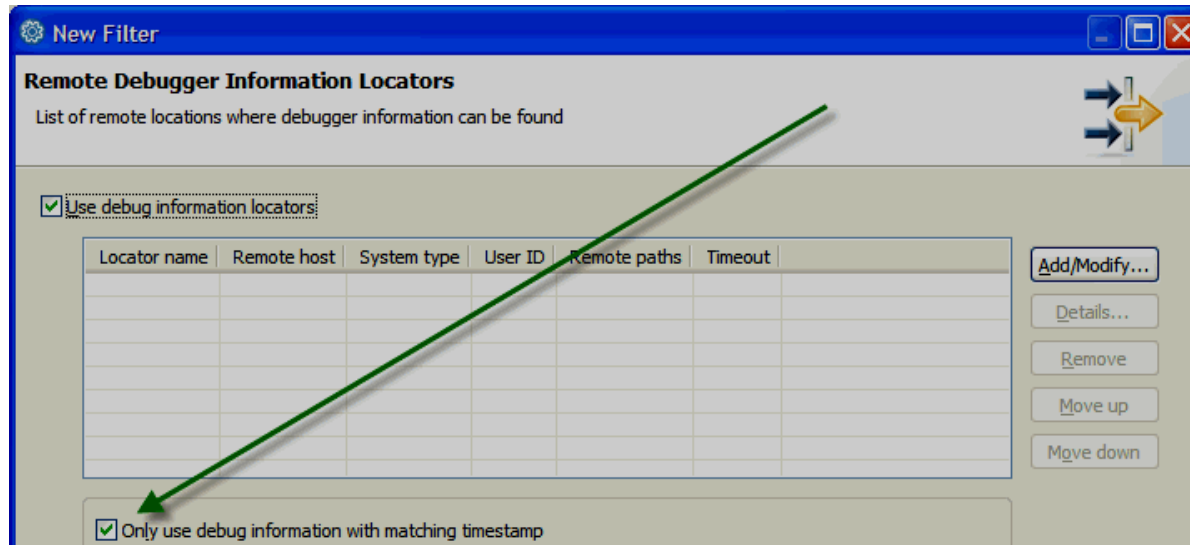 New Filter
Remote Debugger Information Locators
List of remote locations where debugger information can be found
Use debug information locators
Locator name Remote host System type User ID Remote paths Timeout
Add/Modify...
Details...
Remove
Move up
Move down
Only use debug information with matching timestamp